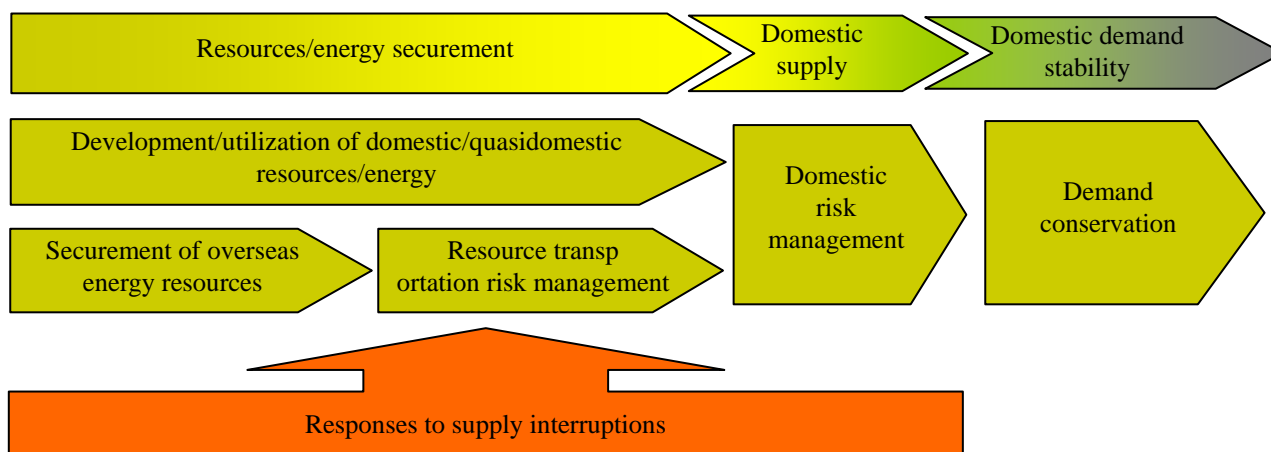 Resources/energy securement
Domestic
supply
Domestic demand
stability
Development/utilization of domestic/quasidomestic
resources/energy
Domestic
risk
management
Demand
conservation
Securement of overseas
energy resources
Resource transp
ortation risk management
Responses to supply interruptions